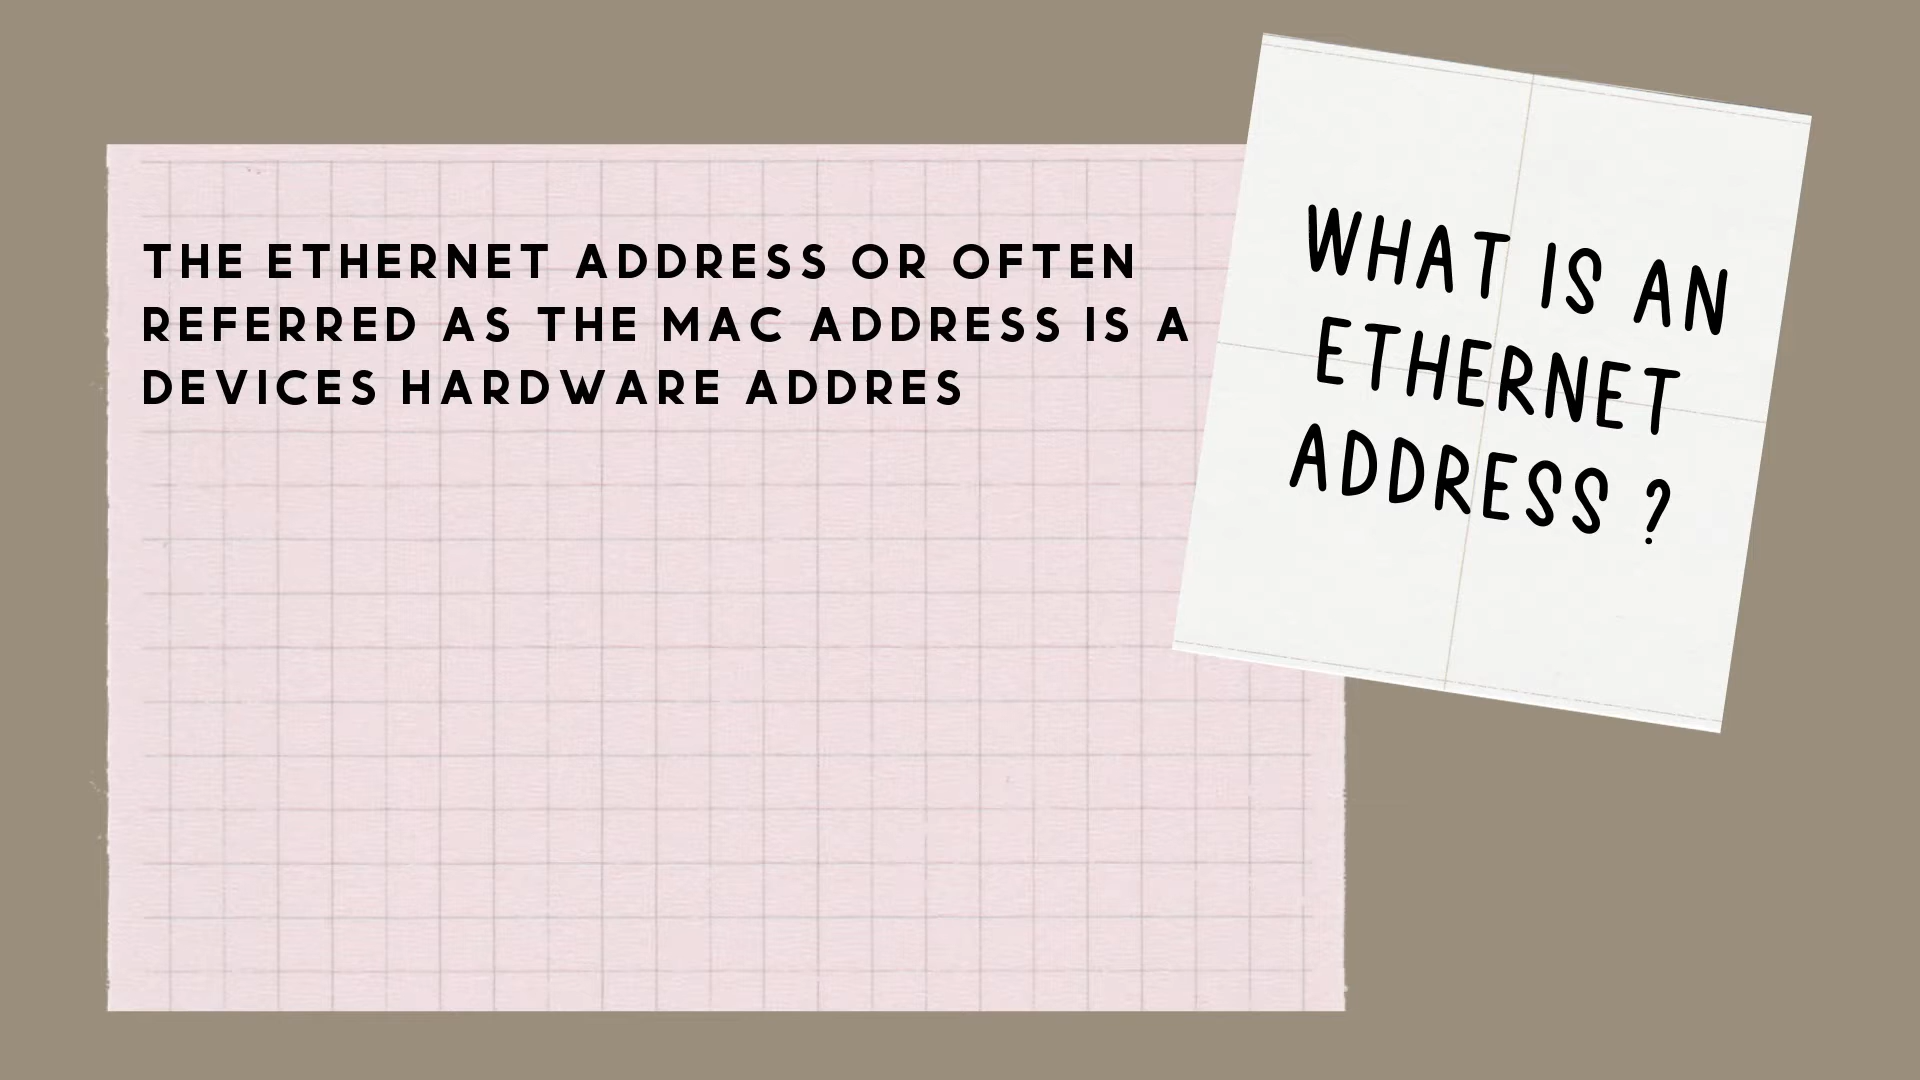 THE ETHERNET ADDRESS OR OFTEN
REFERRED AS THE MAC ADDRESS IS A
DEVICES HARDWARE ADDRES
WHAT IS AN
ETHERNET
ADDRESS ?